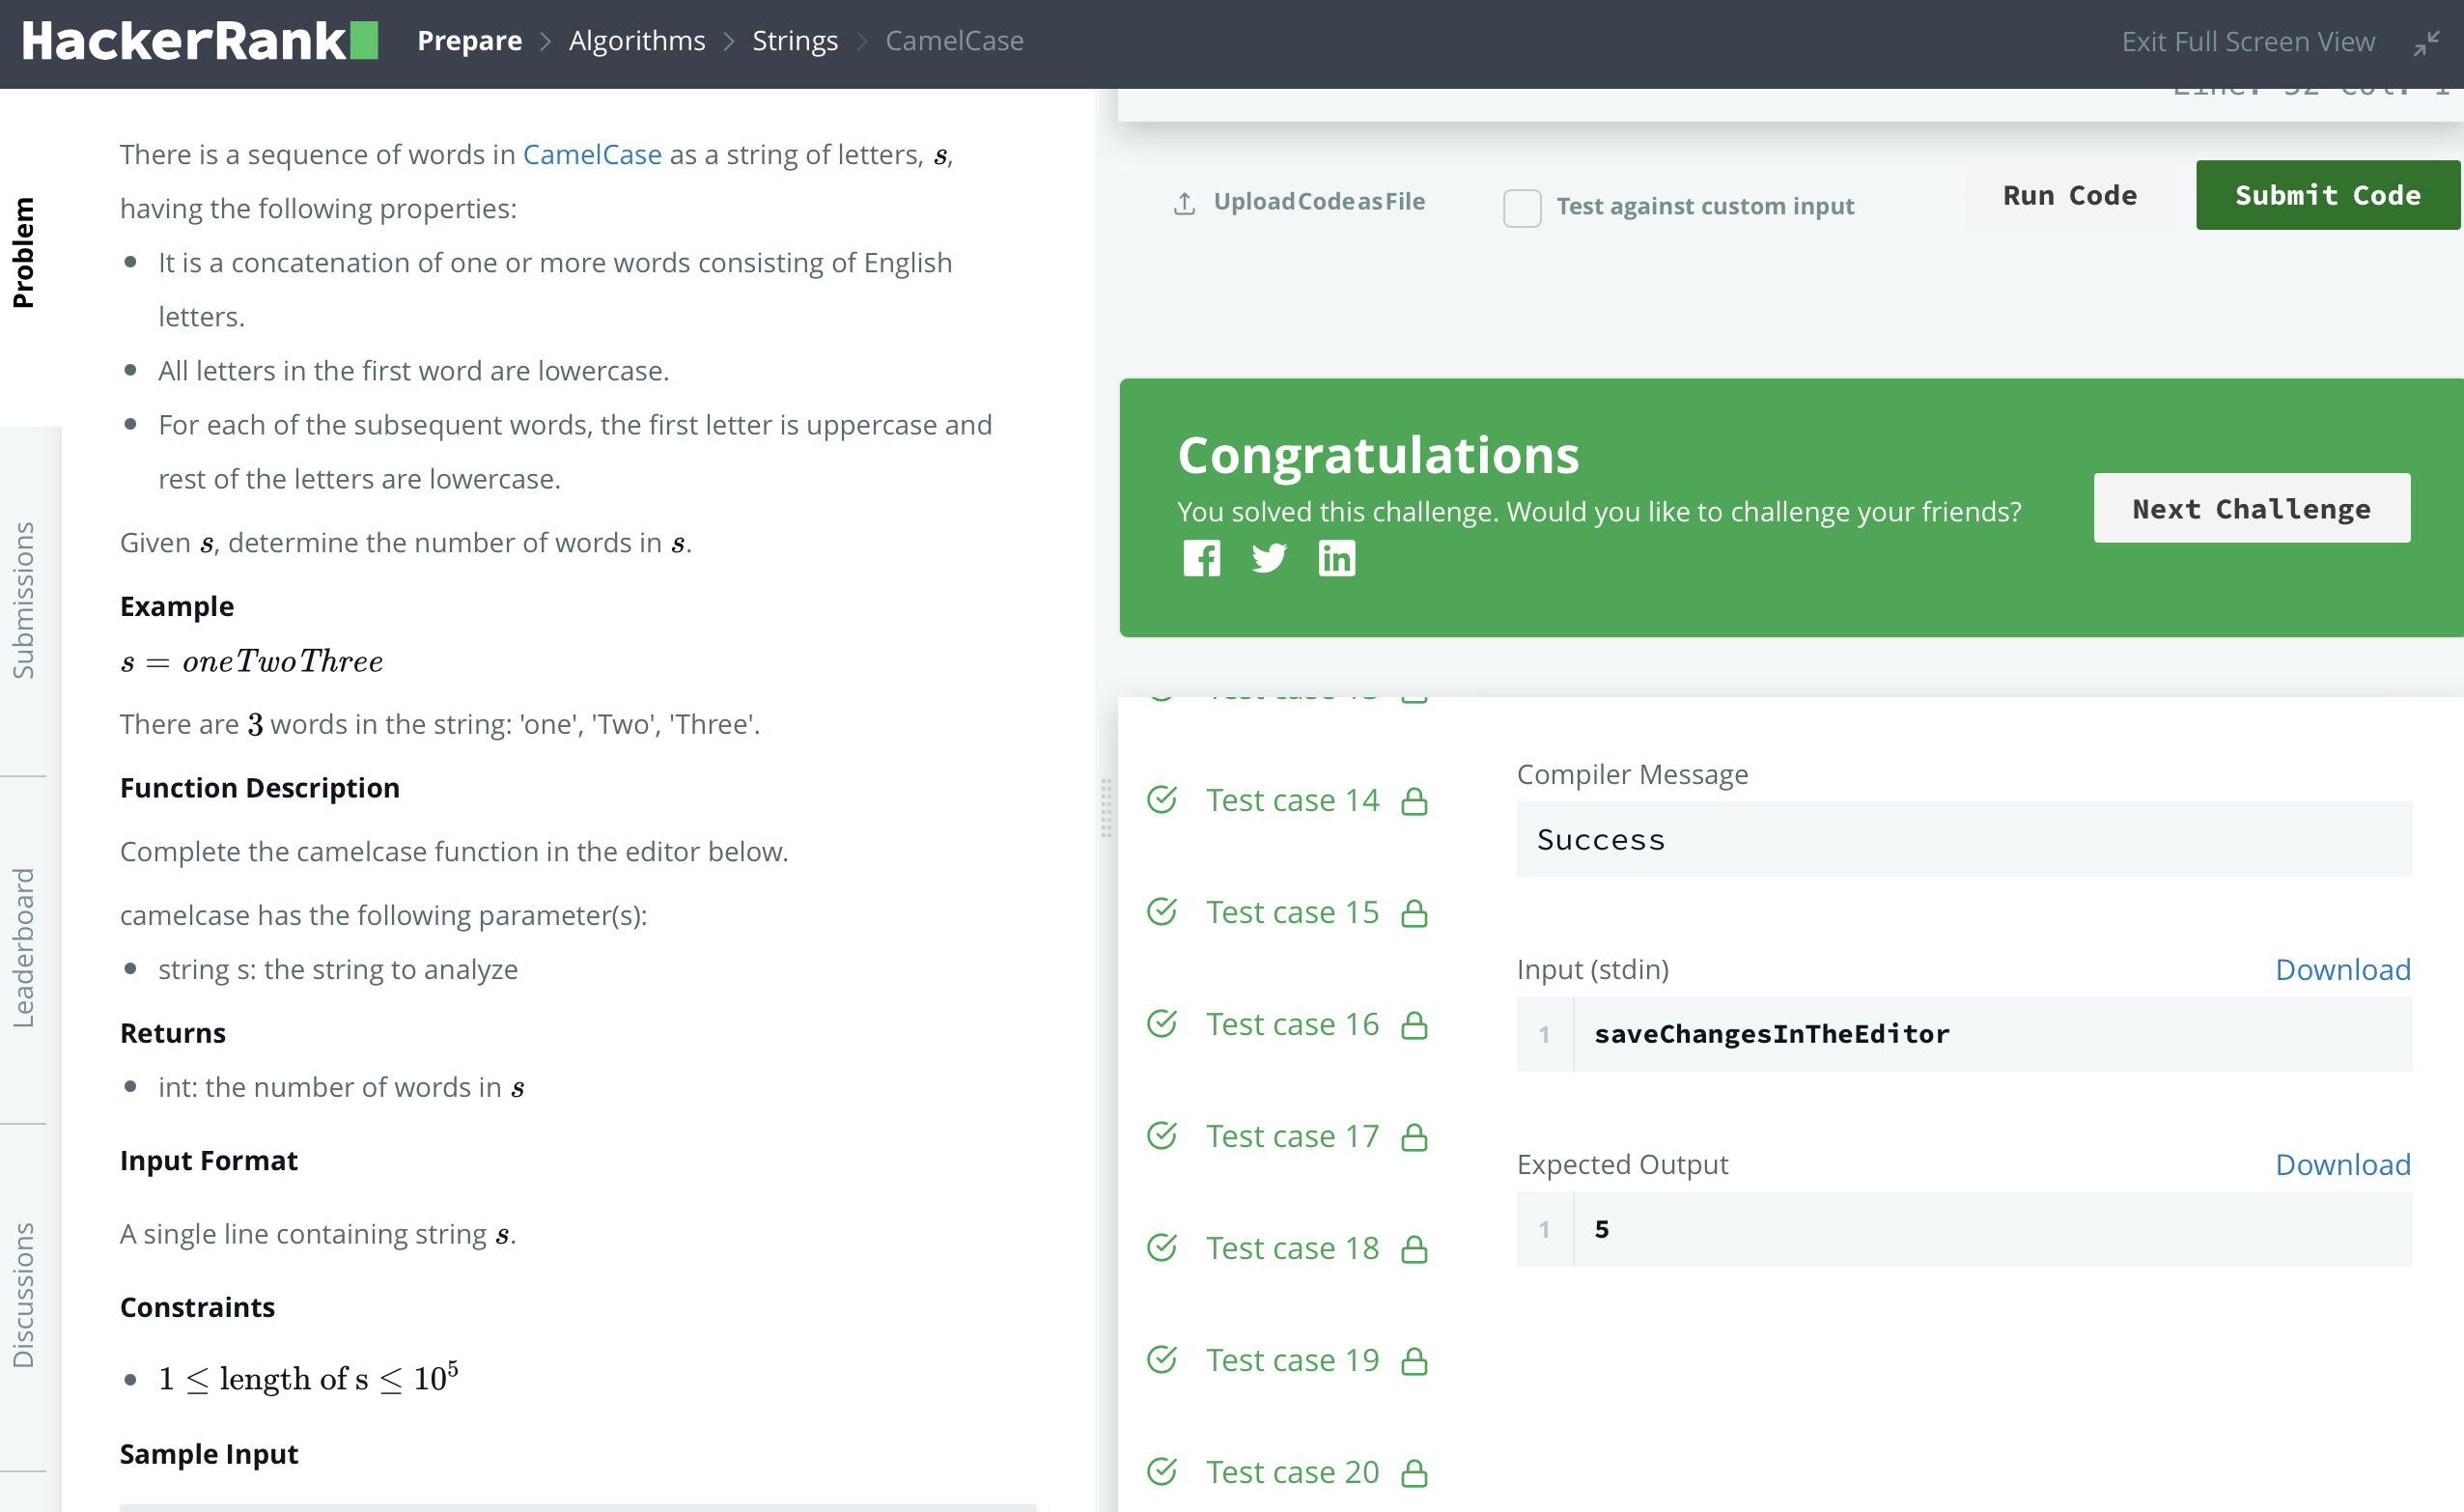 HackerRank
Prepare > Algorithms > Strings > CamelCase
Exit Full Screen View
Problem
Submissions
Leaderboard
Discussions
There is a sequence of words in CamelCase as a string of letters, s,
having the following properties:
It is a concatenation of one or more words consisting of English
letters.
All letters in the first word are lowercase.
For each of the subsequent words, the first letter is uppercase and
rest of the letters are lowercase.
Given s, determine the number of words in s.
Example
s = oneTwoThree
There are 3 words in the string: 'one', 'Two', 'Three'.
Function Description
Complete the camelcase function in the editor below.
camelcase has the following parameter(s):
string s: the string to analyze
Returns
int: the number of words in s
Input Format
A single line containing string s.
Constraints
1 ≤ length of s ≤ 10⁵
Sample Input
Upload Code as File
Test against custom input
Run Code
Submit Code
Congratulations
You solved this challenge. Would you like to challenge your friends?
Next Challenge
Test case 14
Test case 15
Test case 16
Test case 17
Test case 18
Test case 19
Test case 20
Compiler Message
Success
Input (stdin)
Download
1 saveChangesInTheEditor
Expected Output
Download
1 5